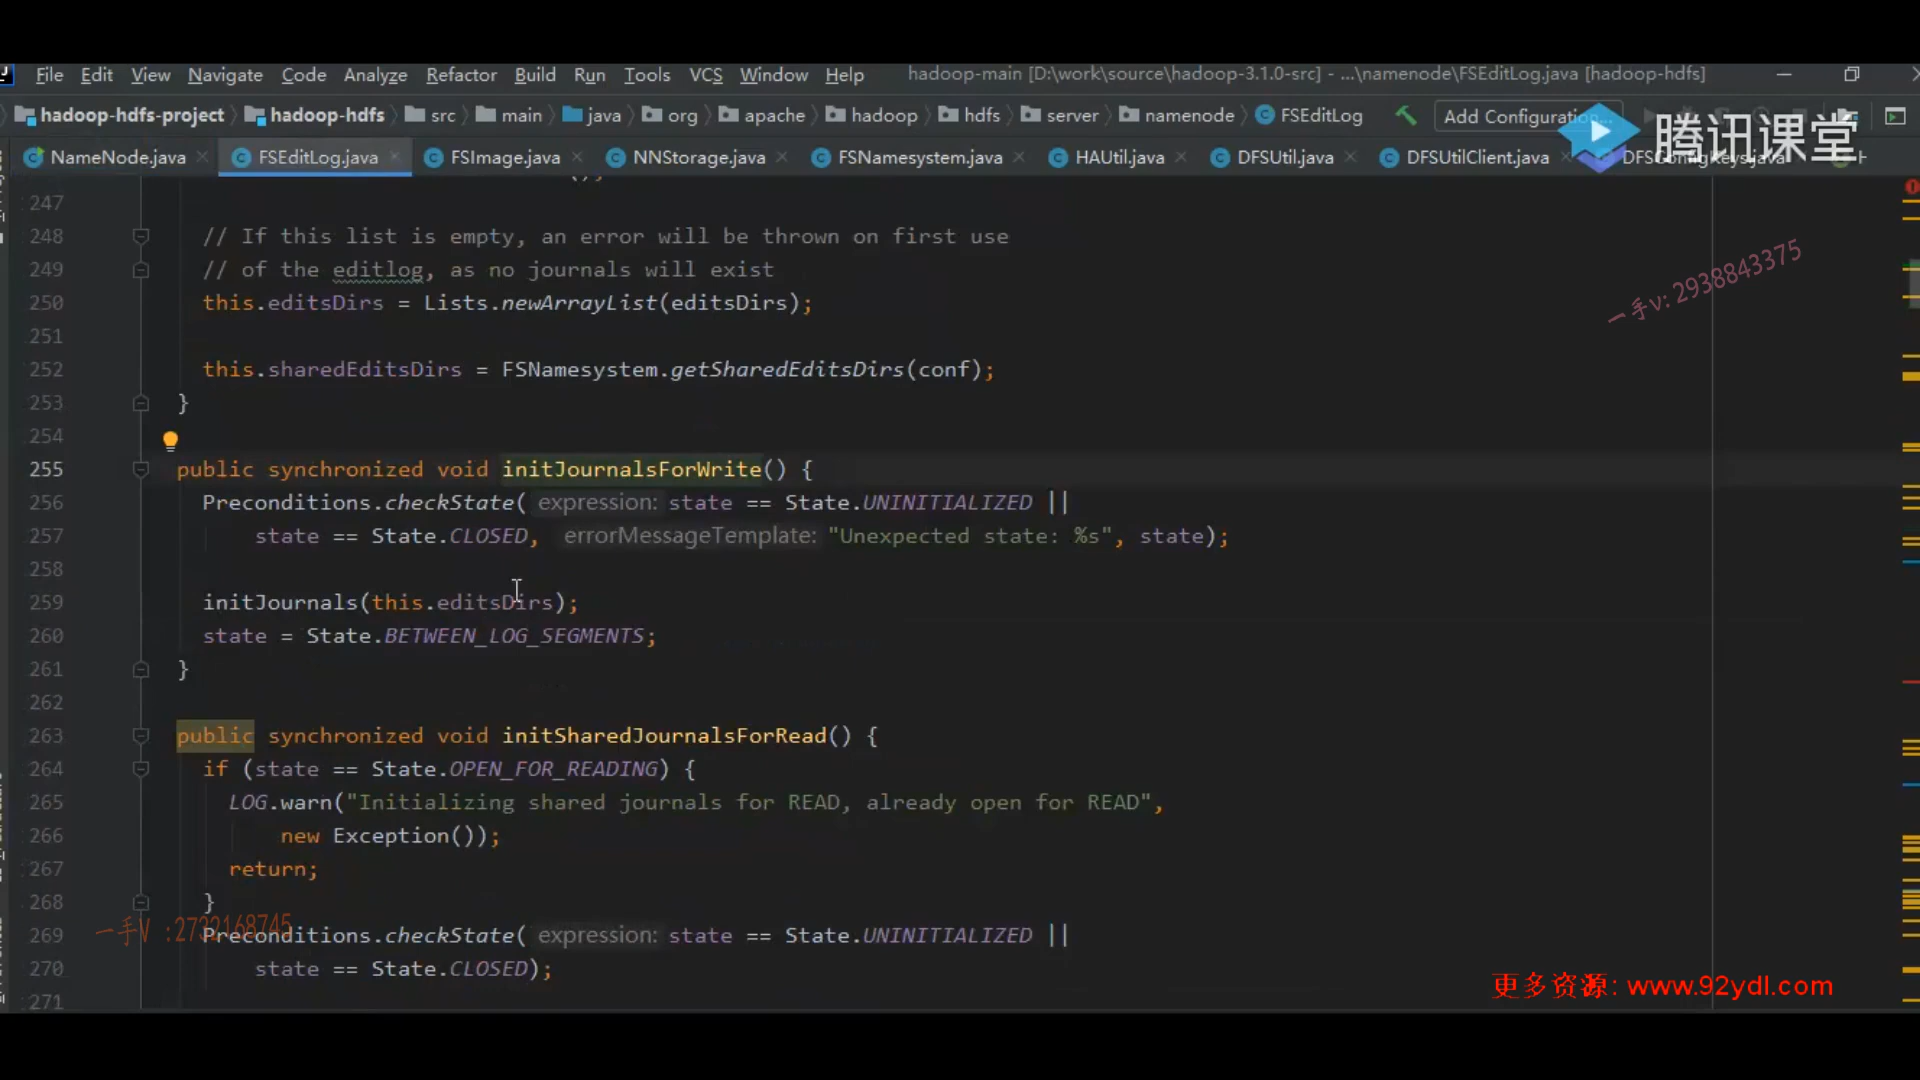 File Edit View Navigate Code Analyze Refactor Build Run Tools VCS Window Help hadoop-main [D:\work\source\hadoop-3.1.0-src] - ...\namenode\FSEditLog.java [hadoop-hdfs]
hadoop-hdfs-project hadoop-hdfs src main java org apache hadoop hdfs server namenode FSEditLog Add Configuration...
腾讯课堂
NameNode.java FSEditLog.java FSImage.java NNStorage.java FSNamesystem.java HAUtil.java DFSUtil.java DFSUtilClient.java DFSConfigKeys.java H
247
248 // If this list is empty, an error will be thrown on first use
249 // of the editlog, as no journals will exist
250 this.editsDirs = Lists.newArrayList(editsDirs);
一手v:2938843375
251
252 this.sharedEditsDirs = FSNamesystem.getSharedEditsDirs(conf);
253 }
254
255 public synchronized void initJournalsForWrite() {
256 Preconditions.checkState( expression: state == State.UNINITIALIZED ||
257 state == State.CLOSED, errorMessageTemplate: "Unexpected state: %s", state);
258
259 initJournals(this.editsDirs);
260 state = State.BETWEEN_LOG_SEGMENTS;
261 }
262
263 public synchronized void initSharedJournalsForRead() {
264 if (state == State.OPEN_FOR_READING) {
265 LOG.warn("Initializing shared journals for READ, already open for READ",
266 new Exception());
267 return;
268 }
一手V :2732168745
269 Preconditions.checkState( expression: state == State.UNINITIALIZED ||
270 state == State.CLOSED);
更多资源: www.92ydl.com
271